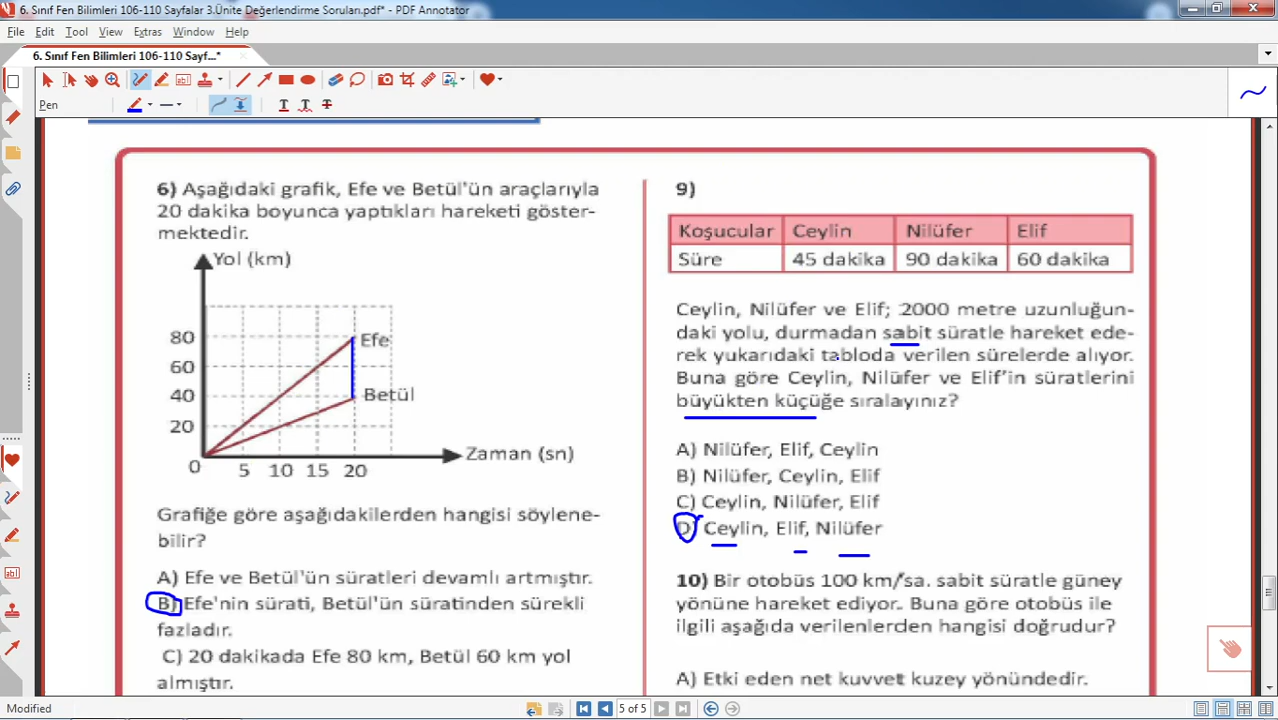 6. Sınıf Fen Bilimleri 106-110 Sayfalar 3.Ünite Değerlendirme Soruları.pdf* - PDF Annotator
File Edit Tool View Extras Window Help
6. Sınıf Fen Bilimleri 106-110 Sayf...*
Pen
6) Aşağıdaki grafik, Efe ve Betül'ün araçlarıyla
20 dakika boyunca yaptıkları hareketi göster-
mektedir.
Yol (km)
80
60
40
20
0
5 10 15 20
Efe
Betül
Zaman (sn)
Grafiğe göre aşağıdakilerden hangisi söylene-
bilir?
A) Efe ve Betül'ün süratleri devamlı artmıştır.
B) Efe'nin sürati, Betül'ün süratinden sürekli
fazladır.
C) 20 dakikada Efe 80 km, Betül 60 km yol
almıştır.
9)
Koşucular Ceylin Nilüfer Elif
Süre 45 dakika 90 dakika 60 dakika
Ceylin, Nilüfer ve Elif; 2000 metre uzunluğun-
daki yolu, durmadan sabit süratle hareket ede-
rek yukarıdaki tabloda verilen sürelerde alıyor.
Buna göre Ceylin, Nilüfer ve Elif'in süratlerini
büyükten küçüğe sıralayınız?
A) Nilüfer, Elif, Ceylin
B) Nilüfer, Ceylin, Elif
C) Ceylin, Nilüfer, Elif
D) Ceylin, Elif, Nilüfer
10) Bir otobüs 100 km/sa. sabit süratle güney
yönüne hareket ediyor. Buna göre otobüs ile
ilgili aşağıda verilenlerden hangisi doğrudur?
A) Etki eden net kuvvet kuzey yönündedir.
Modified
5 of 5